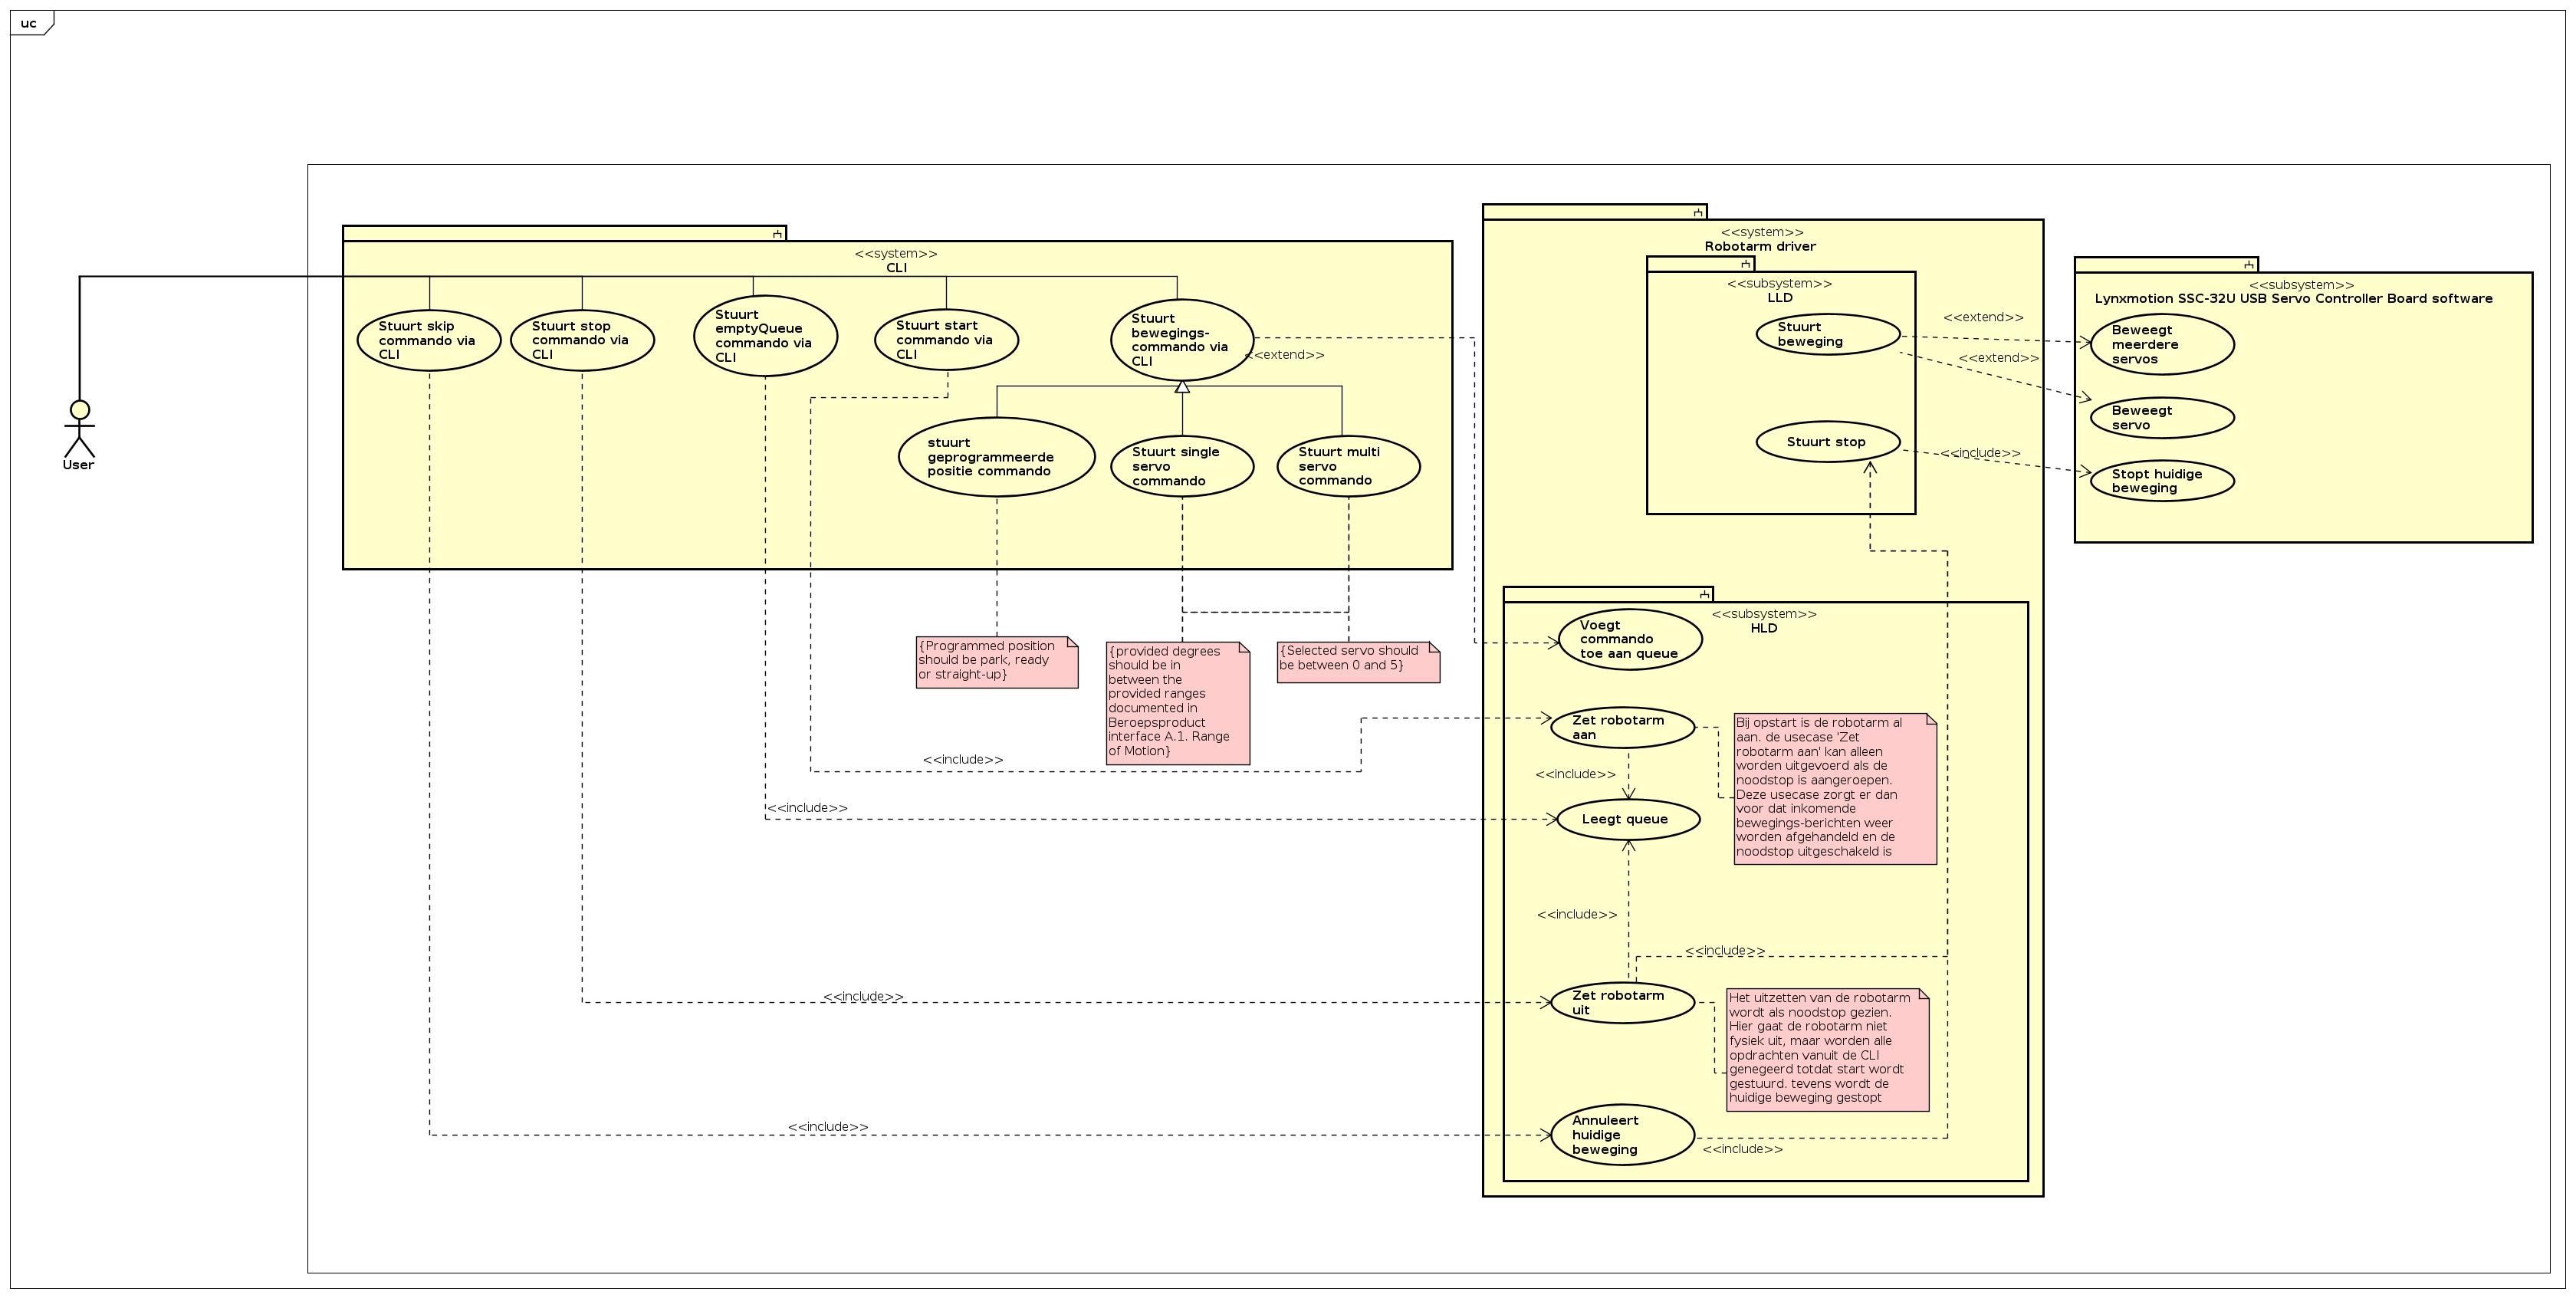 uc
User
<<system>>
CLI
Stuurt skip
commando via
CLI
Stuurt stop
commando via
CLI
Stuurt
emptyQueue
commando via
CLI
Stuurt start
commando via
CLI
Stuurt
bewegings-
commando via
CLI
<<extend>>
stuurt
geprogrammeerde
positie commando
Stuurt single
servo
commando
Stuurt multi
servo
commando
{Programmed position
should be park, ready
or straight-up}
{provided degrees
should be in
between the
provided ranges
documented in
Beroepsproduct
interface A.1. Range
of Motion}
{Selected servo should
be between 0 and 5}
<<include>>
<<include>>
<<include>>
<<include>>
<<system>>
Robotarm driver
<<subsystem>>
LLD
Stuurt
beweging
Stuurt stop
<<extend>>
<<extend>>
<<include>>
<<subsystem>>
Lynxmotion SSC-32U USB Servo Controller Board software
Beweegt
meerdere
servos
Beweegt
servo
Stopt huidige
beweging
<<subsystem>>
HLD
Voegt
commando
toe aan queue
Zet robotarm
aan
Bij opstart is de robotarm al
aan. de usecase 'Zet
robotarm aan' kan alleen
worden uitgevoerd als de
noodstop is aangeroepen.
Deze usecase zorgt er dan
voor dat inkomende
bewegings-berichten weer
worden afgehandeld en de
noodstop uitgeschakeld is
<<include>>
Leegt queue
<<include>>
<<include>>
Zet robotarm
uit
Het uitzetten van de robotarm
wordt als noodstop gezien.
Hier gaat de robotarm niet
fysiek uit, maar worden alle
opdrachten vanuit de CLI
genegeerd totdat start wordt
gestuurd. tevens wordt de
huidige beweging gestopt
Annuleert
huidige
beweging
<<include>>